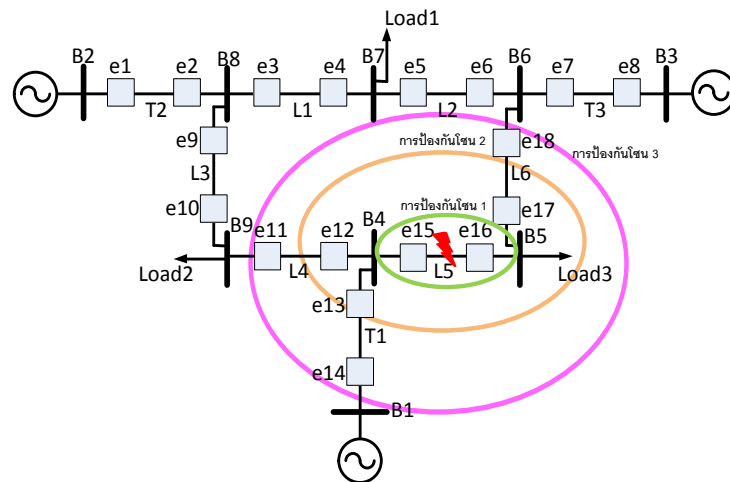 Load1
B2
e1
e2
B8
e3
e4
B7
e5
e6
B6
e7
e8
B3
T2
L1
L2
T3
e9
การป้องกันโซน 2
e18
การป้องกันโซน 3
L3
L6
e10
B9
e11
e12
B4
การป้องกันโซน 1
e15
e16
e17
B5
L4
L5
Load2
Load3
e13
T1
e14
B1